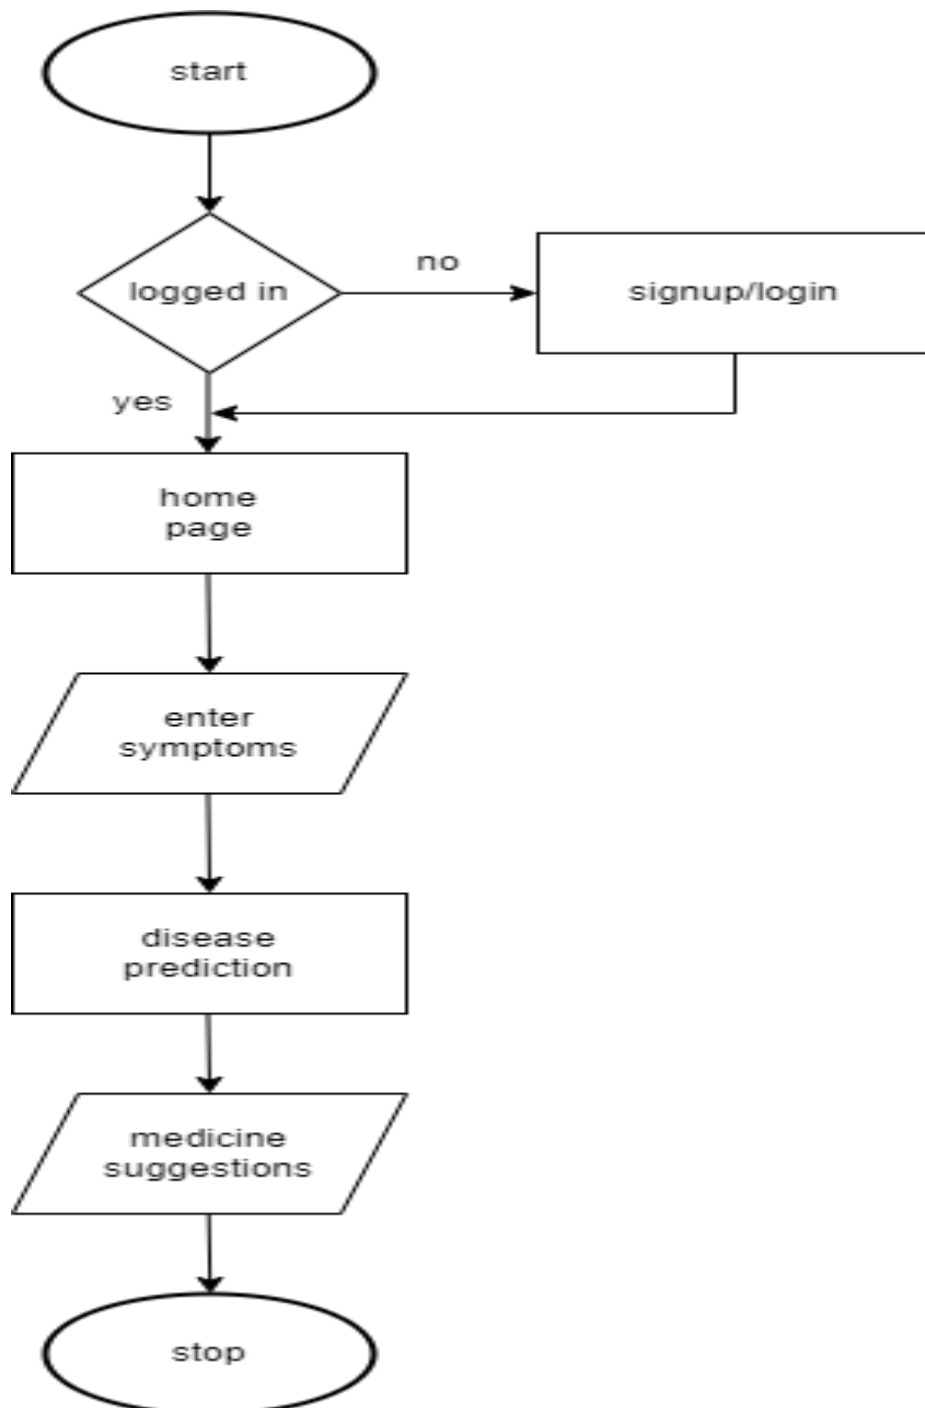 start
logged in
no
signup/login
yes
home
page
enter
symptoms
disease
prediction
medicine
suggestions
stop